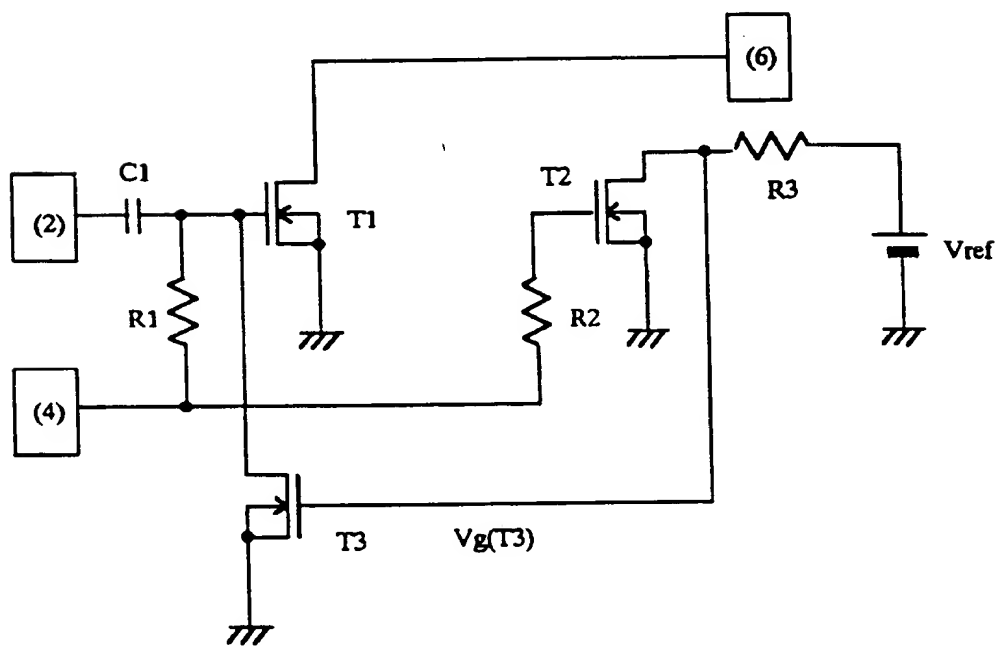 (6)
C1
T2
R3
(2)
T1
Vref
R1
R2
(4)
T3
Vg(T3)